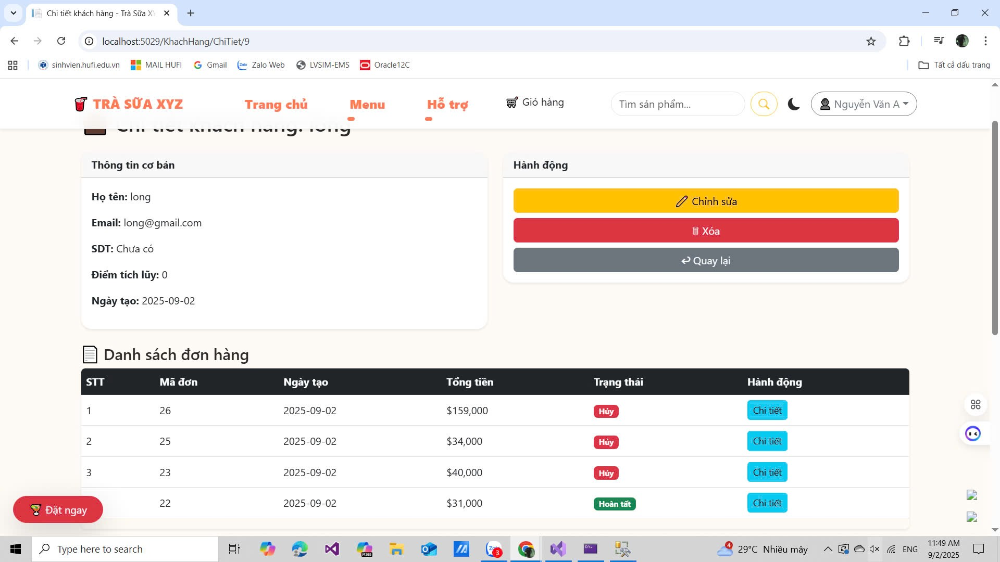 Chi tiết khách hàng - Trà Sữa XY
localhost:5029/KhachHang/ChiTiet/9
sinhvien.hufi.edu.vn MAIL HUFI Gmail Zalo Web LVSIM-EMS Oracle12C Tất cả dấu trang
TRÀ SỮA XYZ Trang chủ Menu Hỗ trợ Giỏ hàng Tìm sản phẩm... Nguyễn Văn A
Chi tiết khách hàng: long
Thông tin cơ bản
Họ tên: long
Email: long@gmail.com
SDT: Chưa có
Điểm tích lũy: 0
Ngày tạo: 2025-09-02
Hành động
Chỉnh sửa
Xóa
Quay lại
Danh sách đơn hàng
STT Mã đơn Ngày tạo Tổng tiền Trạng thái Hành động
1 26 2025-09-02 $159,000 Hủy Chi tiết
2 25 2025-09-02 $34,000 Hủy Chi tiết
3 23 2025-09-02 $40,000 Hủy Chi tiết
22 2025-09-02 $31,000 Hoàn tất Chi tiết
Đặt ngay
Type here to search
M365
Zalo 3
4 29°C Nhiều mây ENG
11:49 AM
9/2/2025